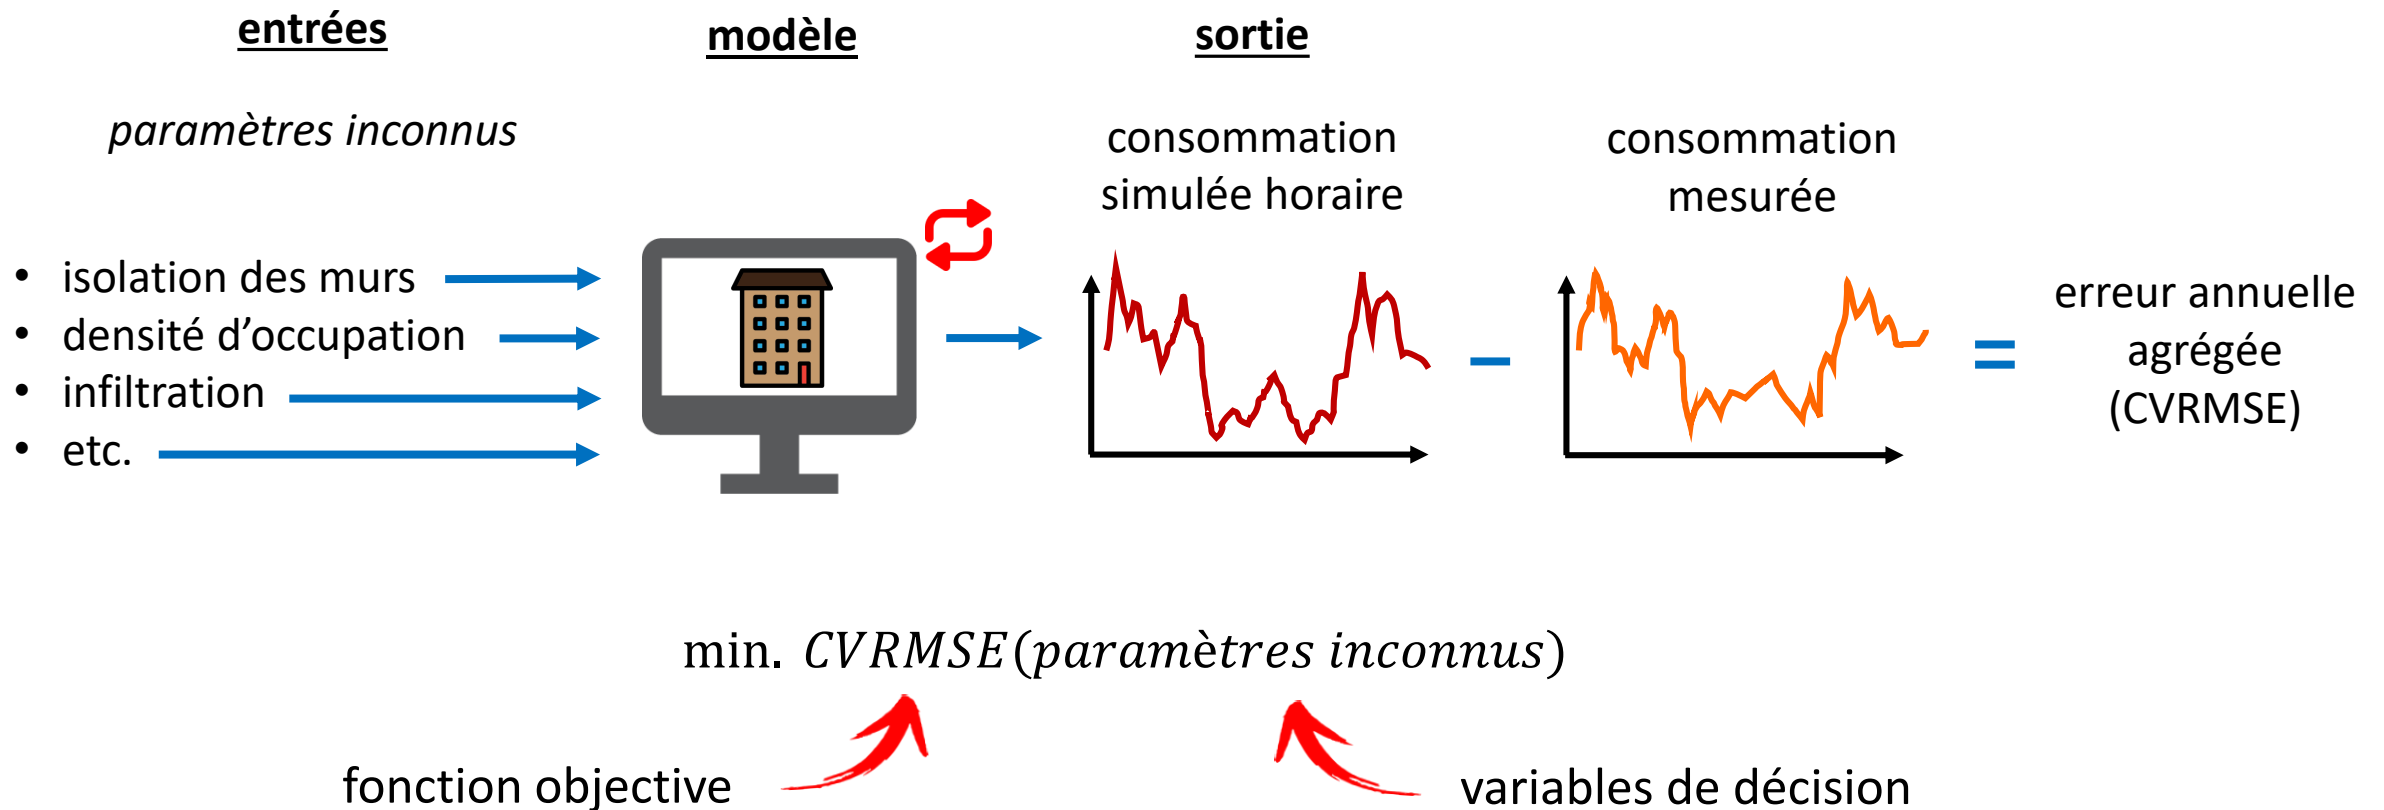 entrées
modèle
sortie
paramètres inconnus
consommation
simulée horaire
consommation
mesurée
• isolation des murs
• densité d’occupation
• infiltration
• etc.
erreur annuelle
agrégée
(CVRMSE)
min. CVRMSE(paramètres inconnus)
fonction objective
variables de décision